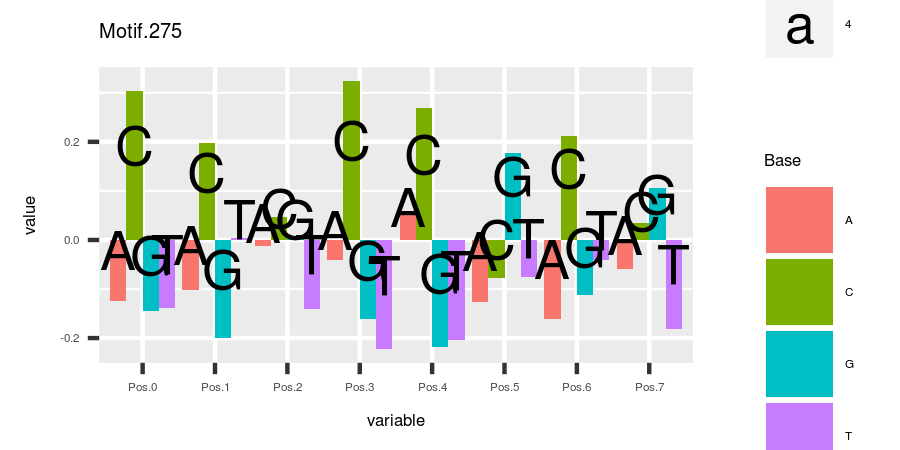 Motif.275
a 4
value
0.2
0.0
-0.2
A C G T A C G T A C G T A C G T A C G T A C G T A C G T A C G T
Pos.0 Pos.1 Pos.2 Pos.3 Pos.4 Pos.5 Pos.6 Pos.7
variable
Base
A
C
G
T